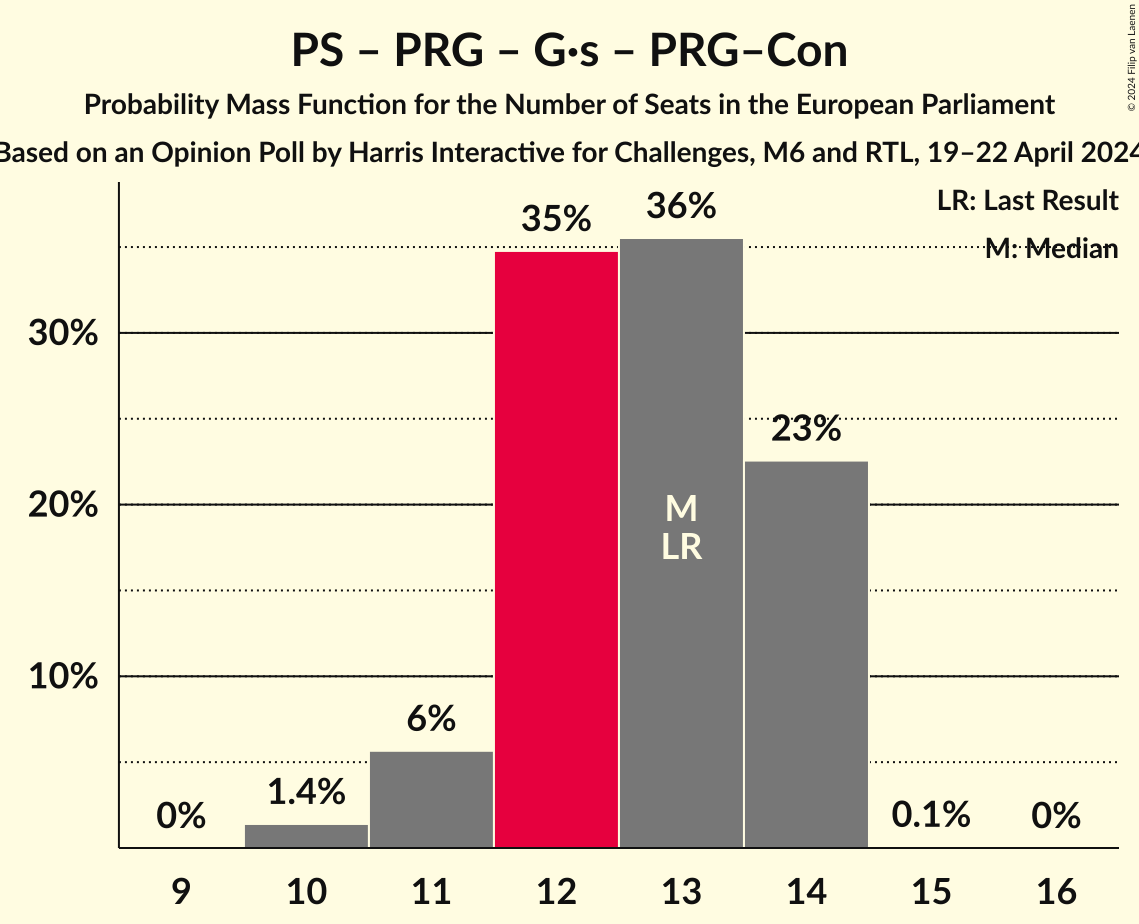 PS – PRG – G·s – PRG–Con
Probability Mass Function for the Number of Seats in the European Parliament
Based on an Opinion Poll by Harris Interactive for Challenges, M6 and RTL, 19–22 April 2024
© 2024 Filip van Laenen
LR: Last Result
M: Median
35%
36%
30%
23%
20%
M
LR
10%
6%
1.4%
0%
0.1%
0%
9
10
11
12
13
14
15
16